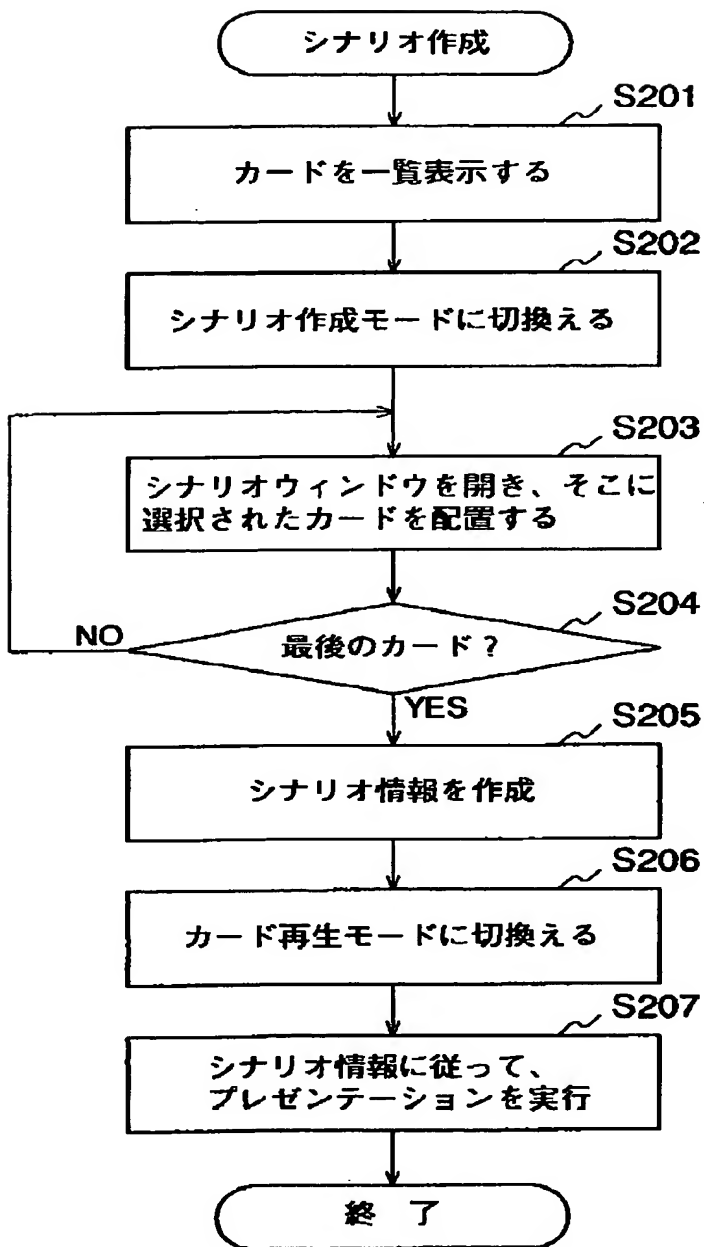 シナリオ作成
S201
カードを一覧表示する
S202
シナリオ作成モードに切換える
S203
シナリオウィンドウを開き、そこに
選択されたカードを配置する
S204
最後のカード？
NO
YES
S205
シナリオ情報を作成
S206
カード再生モードに切換える
S207
シナリオ情報に従って、
プレゼンテーションを実行
終 了